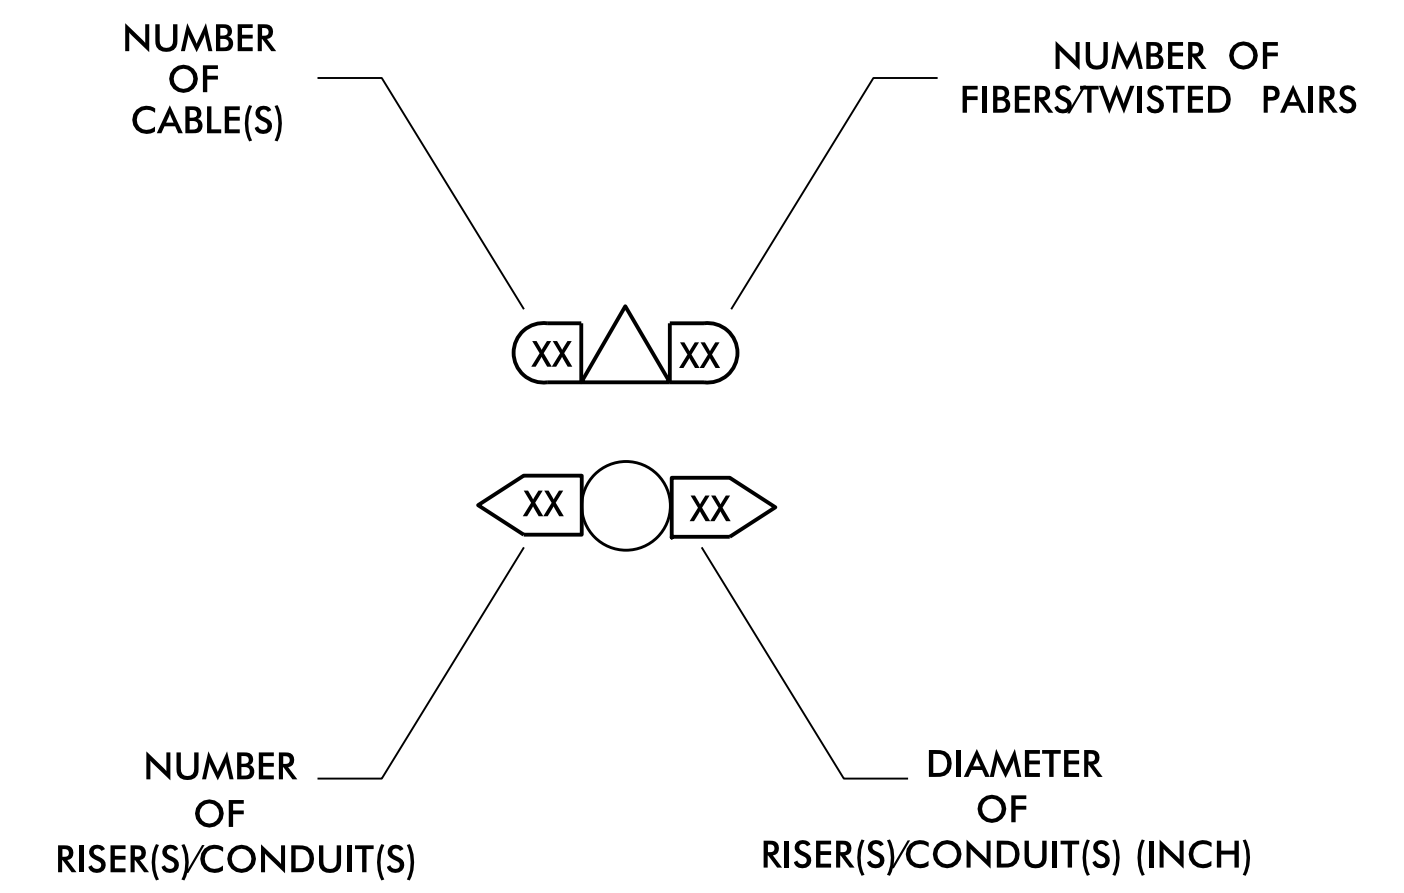 NUMBER
OF
CABLE(S)
NUMBER OF
FIBERS/TWISTED PAIRS
XX
XX
XX
XX
NUMBER
OF
RISER(S)/CONDUIT(S)
DIAMETER
OF
RISER(S)/CONDUIT(S) (INCH)